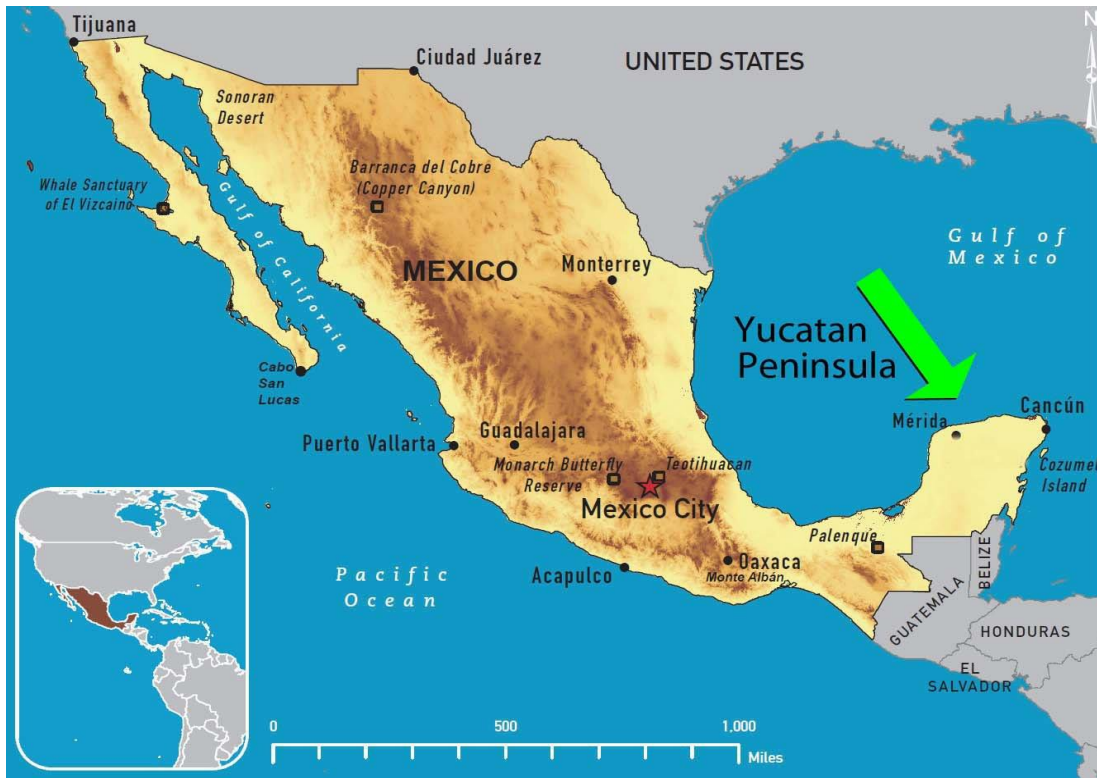 Tijuana
Ciudad Juárez
UNITED STATES
N
Sonoran
Desert
Barranca del Cobre
(Copper Canyon)
Whale Sanctuary
of El Vizcaino
Gulf of California
MEXICO
Monterrey
Gulf of
Mexico
Yucatan
Peninsula
Cabo
San
Lucas
Mérida
Cancún
Puerto Vallarta
Guadalajara
Monarch Butterfly
Reserve
Teotihuacan
Cozumel
Island
Mexico City
Palenque
BELIZE
Oaxaca
Monte Albán
Acapulco
Pacific
Ocean
GUATEMALA
HONDURAS
EL
SALVADOR
0 500 1,000
Miles